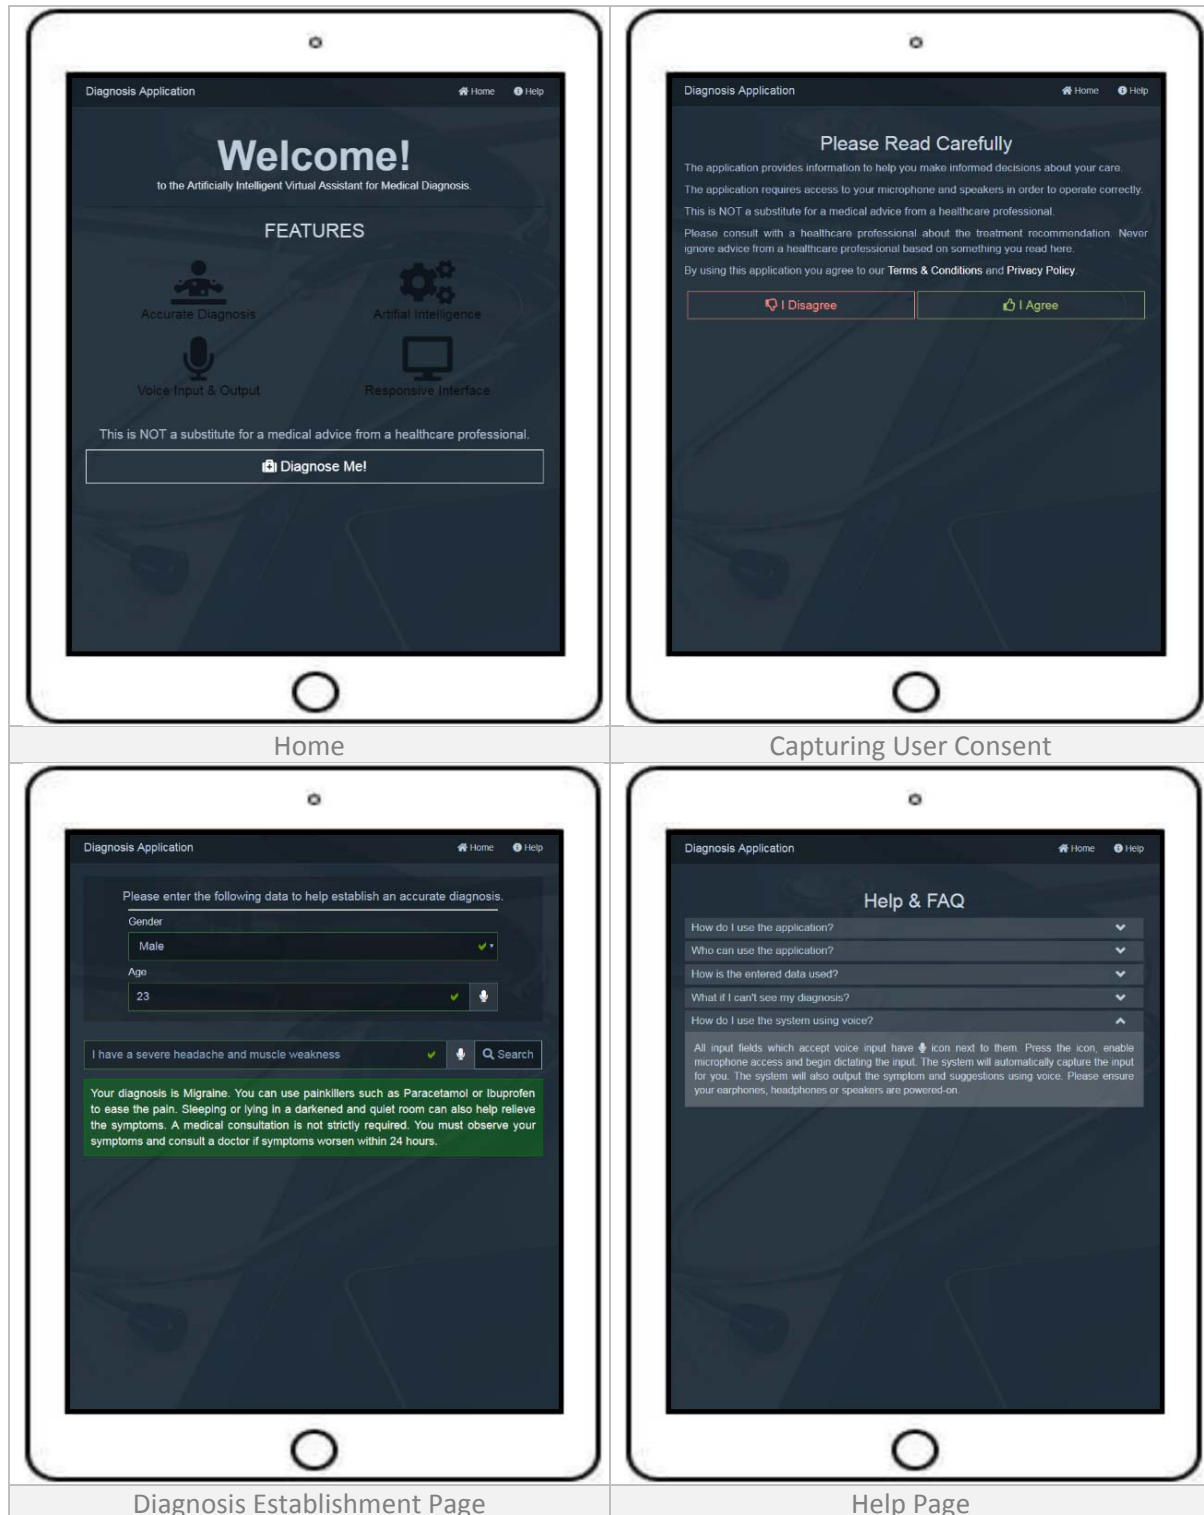 Diagnosis Application Home Help
Welcome!
to the Artificially Intelligent Virtual Assistant for Medical Diagnosis.
FEATURES
Accurate Diagnosis Artifial Intelligence
Voice Input & Output Responsive Interface
This is NOT a substitute for a medical advice from a healthcare professional.
Diagnose Me!
Home
Diagnosis Application Home Help
Please Read Carefully
The application provides information to help you make informed decisions about your care.
The application requires access to your microphone and speakers in order to operate correctly.
This is NOT a substitute for a medical advice from a healthcare professional.
Please consult with a healthcare professional about the treatment recommendation. Never
ignore advice from a healthcare professional based on something you read here.
By using this application you agree to our Terms & Conditions and Privacy Policy.
I Disagree I Agree
Capturing User Consent
Diagnosis Application Home Help
Please enter the following data to help establish an accurate diagnosis.
Gender
Male
Age
23
I have a severe headache and muscle weakness Search
Your diagnosis is Migraine. You can use painkillers such as Paracetamol or Ibuprofen
to ease the pain. Sleeping or lying in a darkened and quiet room can also help relieve
the symptoms. A medical consultation is not strictly required. You must observe your
symptoms and consult a doctor if symptoms worsen within 24 hours.
Diagnosis Establishment Page
Diagnosis Application Home Help
Help & FAQ
How do I use the application?
Who can use the application?
How is the entered data used?
What if I can't see my diagnosis?
How do I use the system using voice?
All input fields which accept voice input have icon next to them. Press the icon, enable
microphone access and begin dictating the input. The system will automatically capture the input
for you. The system will also output the symptom and suggestions using voice. Please ensure
your earphones, headphones or speakers are powered-on.
Help Page